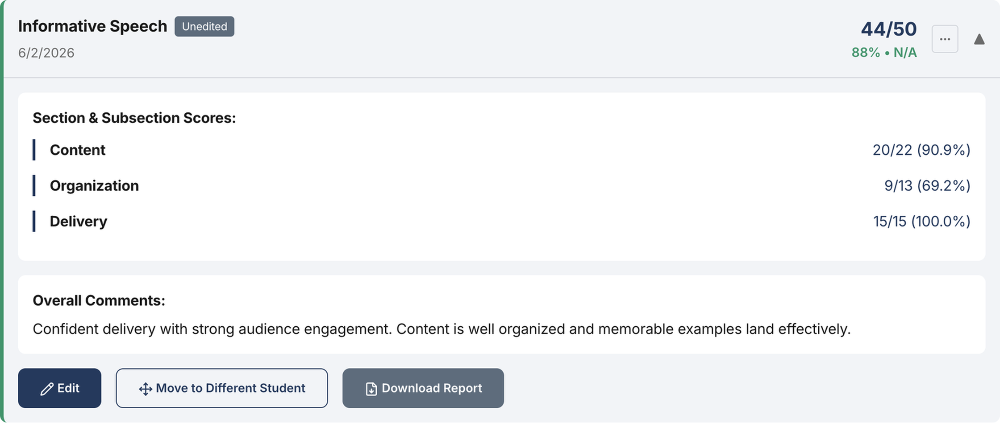 Informative Speech Unedited
6/2/2026
44/50
88% • N/A
...
Section & Subsection Scores:
Content 20/22 (90.9%)
Organization 9/13 (69.2%)
Delivery 15/15 (100.0%)
Overall Comments:
Confident delivery with strong audience engagement. Content is well organized and memorable examples land effectively.
Edit Move to Different Student Download Report